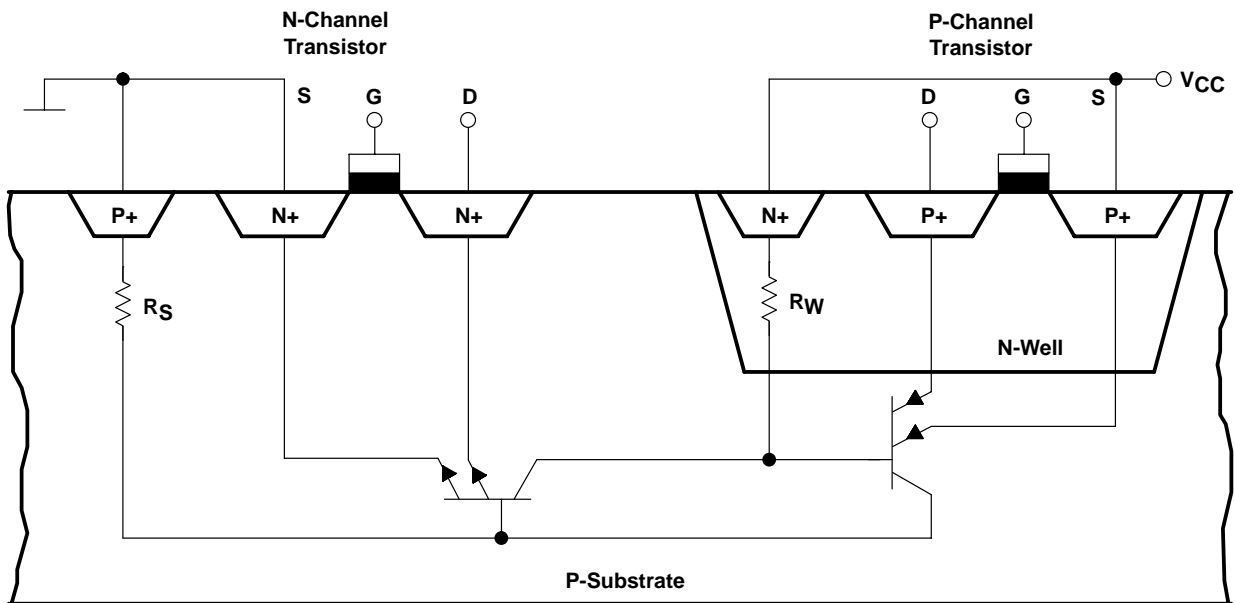 N-Channel
Transistor
P-Channel
Transistor
S
G
D
D
G
S
VCC
P+
N+
N+
N+
P+
P+
RS
RW
N-Well
P-Substrate